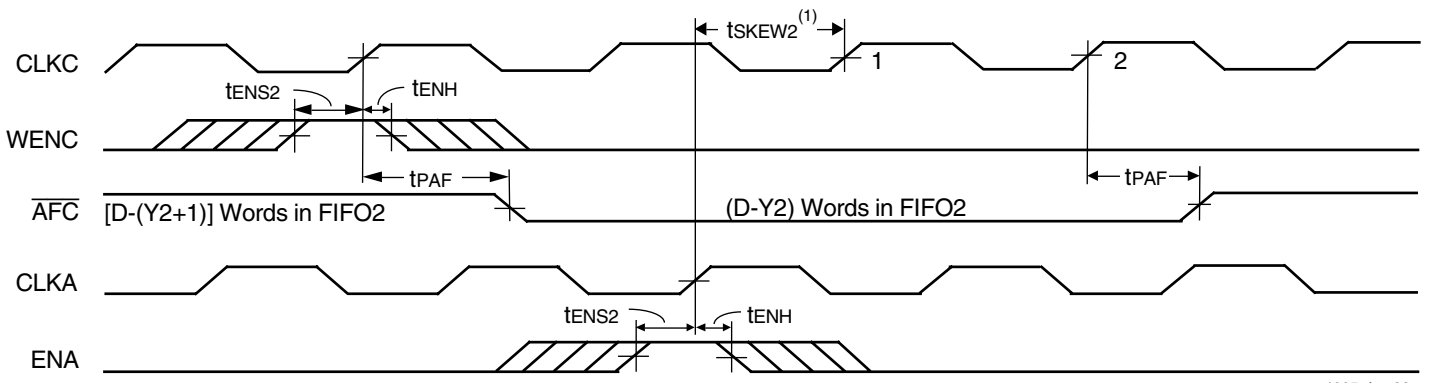 tSKEW2(1)
CLKC
1
2
tENS2
tENH
WENC
tPAF
tPAF
AFC
[D-(Y2+1)] Words in FIFO2
(D-Y2) Words in FIFO2
CLKA
tENS2
tENH
ENA